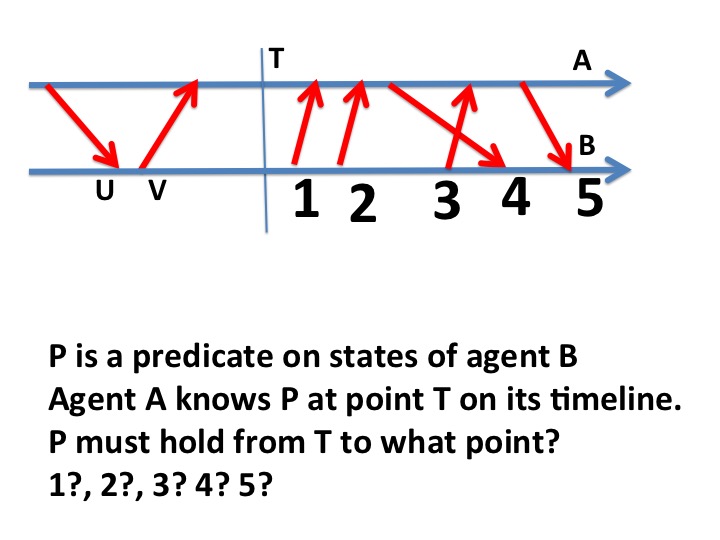 T
A
B
U V
1 2 3 4 5
P is a predicate on states of agent B
Agent A knows P at point T on its timeline.
P must hold from T to what point?
1?, 2?, 3? 4? 5?